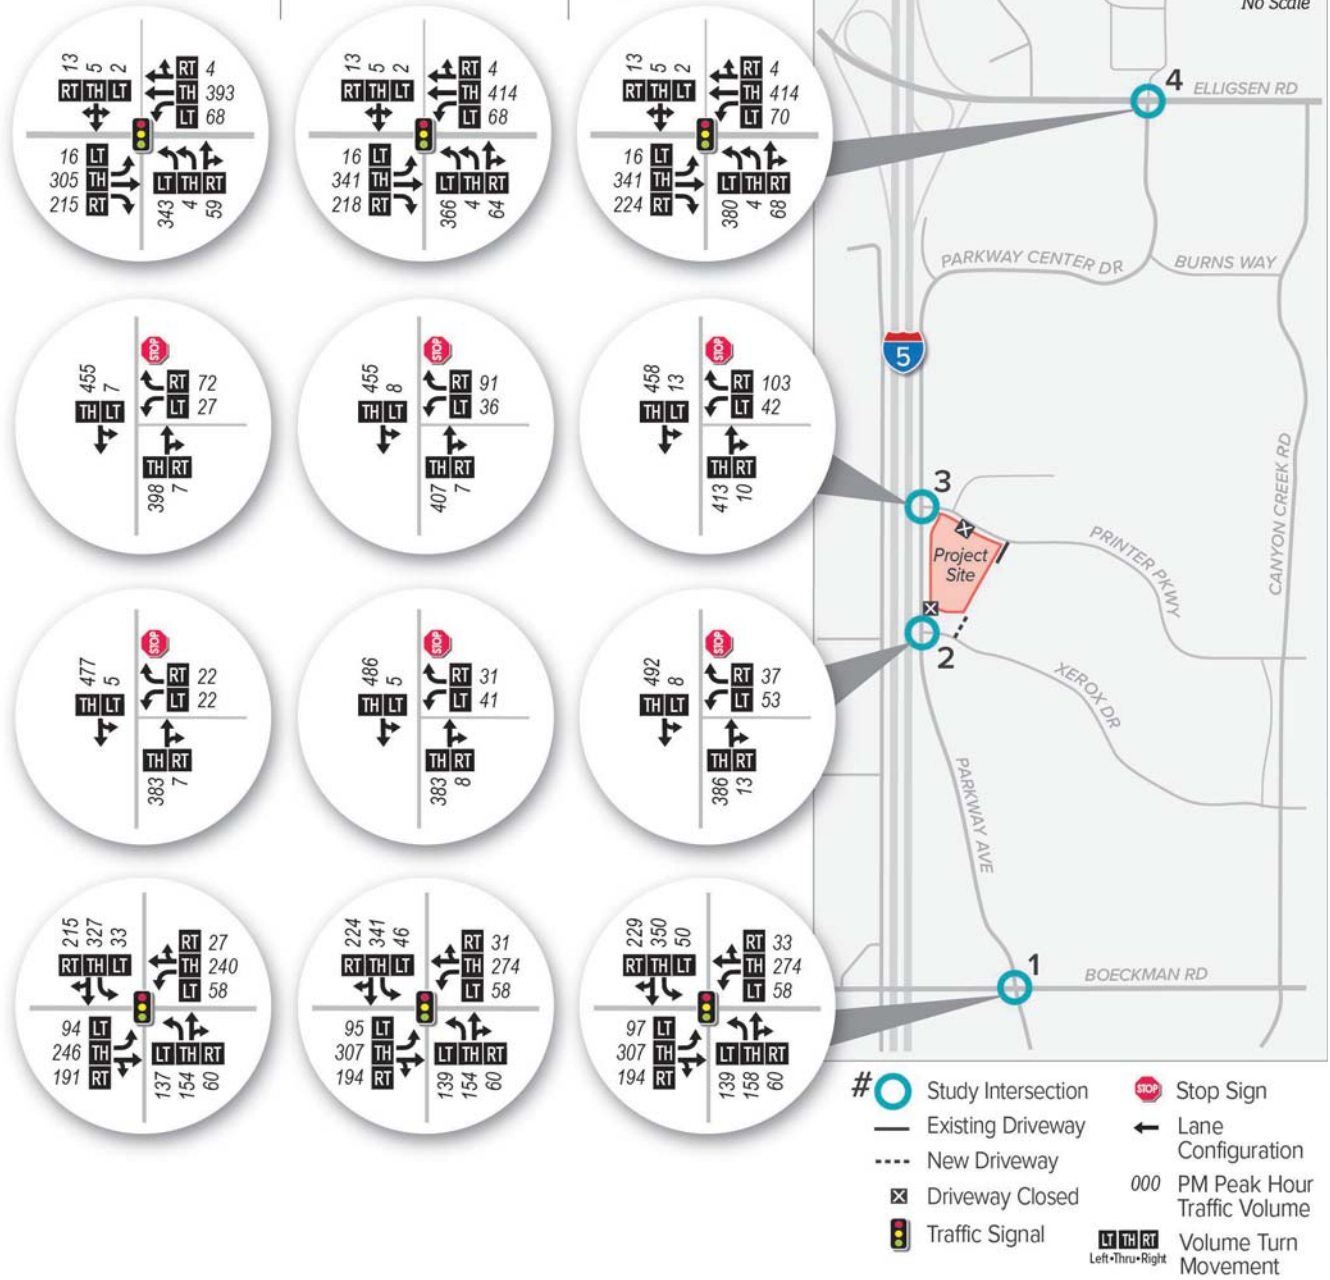 No Scale
13 5 2
RT TH LT
RT 4
TH 393
LT 68
16 LT
305 TH
215 RT
LT TH RT
343 4 59
13 5 2
RT TH LT
RT 4
TH 414
LT 68
16 LT
341 TH
218 RT
LT TH RT
366 4 64
13 5 2
RT TH LT
RT 4
TH 414
LT 70
16 LT
341 TH
224 RT
LT TH RT
380 4 68
455 7
TH LT
STOP
RT 72
LT 27
TH RT
398 7
455 8
TH LT
STOP
RT 91
LT 36
TH RT
407 7
458 13
TH LT
STOP
RT 103
LT 42
TH RT
413 10
477 5
TH LT
STOP
RT 22
LT 22
TH RT
383 7
486 5
TH LT
STOP
RT 31
LT 41
TH RT
383 8
492 8
TH LT
STOP
RT 37
LT 53
TH RT
386 13
215 327 33
RT TH LT
RT 27
TH 240
LT 58
94 LT
246 TH
191 RT
LT TH RT
137 154 60
224 341 46
RT TH LT
RT 31
TH 274
LT 58
95 LT
307 TH
194 RT
LT TH RT
139 154 60
229 350 50
RT TH LT
RT 33
TH 274
LT 58
97 LT
307 TH
194 RT
LT TH RT
139 158 60
4
ELLIGSEN RD
PARKWAY CENTER DR
BURNS WAY
5
CANYON CREEK RD
3
Project
Site
PRINTER PKWY
2
XEROX DR
PARKWAY AVE
1
BOECKMAN RD
# Study Intersection
Existing Driveway
New Driveway
Driveway Closed
Traffic Signal
STOP Stop Sign
Lane
Configuration
000 PM Peak Hour
Traffic Volume
LT TH RT Volume Turn
Left•Thru•Right Movement